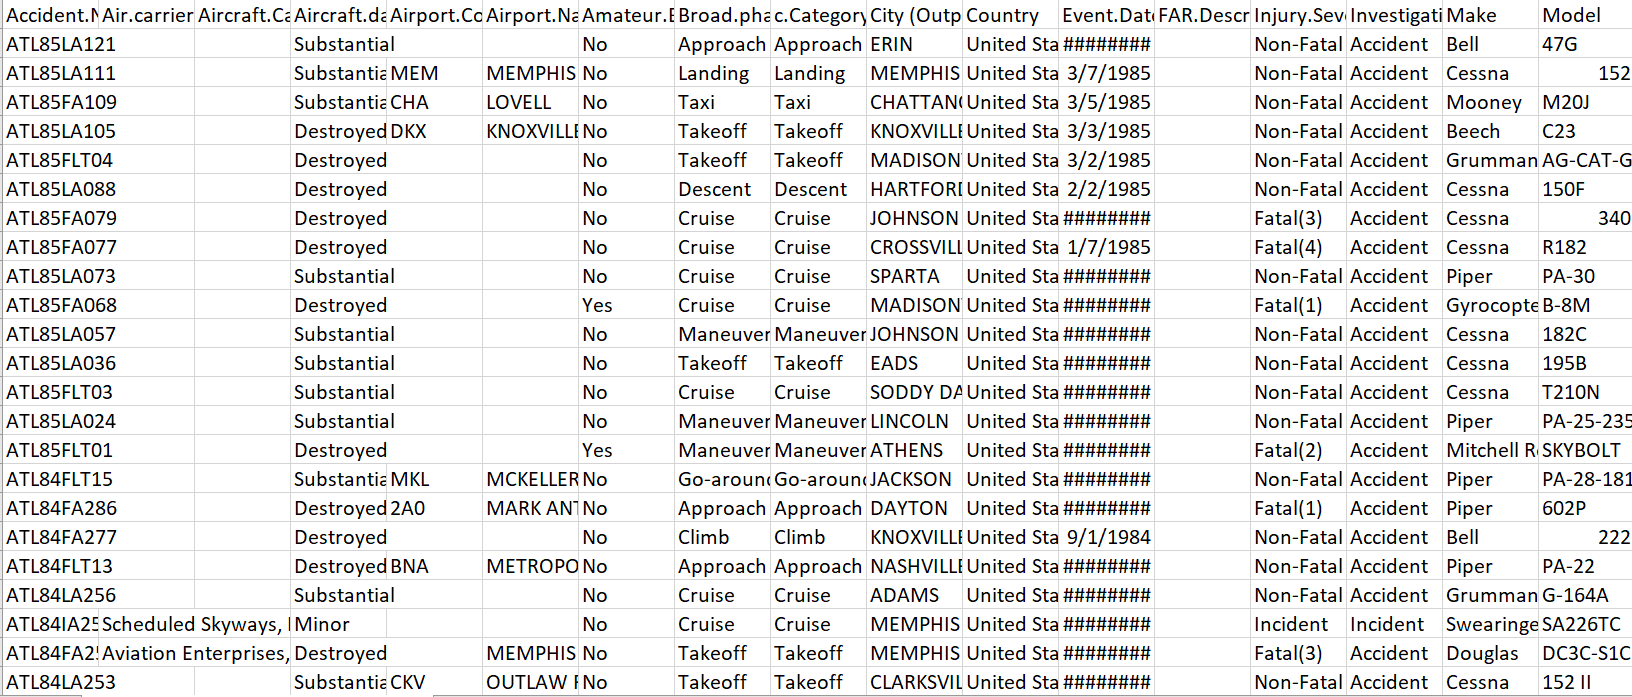 Accident.N Air.carrier Aircraft.Ca Aircraft.da Airport.Co Airport.Na Amateur.B Broad.pha c.Category City (Outp Country Event.Date FAR.Descr Injury.Seve Investigati Make Model
ATL85LA121 Substantial No Approach Approach ERIN United Sta ######## Non-Fatal Accident Bell 47G
ATL85LA111 Substantia MEM MEMPHIS No Landing Landing MEMPHIS United Sta 3/7/1985 Non-Fatal Accident Cessna 152
ATL85FA109 Substantia CHA LOVELL No Taxi Taxi CHATTANO United Sta 3/5/1985 Non-Fatal Accident Mooney M20J
ATL85LA105 Destroyed DKX KNOXVILLE No Takeoff Takeoff KNOXVILLE United Sta 3/3/1985 Non-Fatal Accident Beech C23
ATL85FLT04 Destroyed No Takeoff Takeoff MADISON United Sta 3/2/1985 Non-Fatal Accident Grumman AG-CAT-G
ATL85LA088 Destroyed No Descent Descent HARTFORD United Sta 2/2/1985 Non-Fatal Accident Cessna 150F
ATL85FA079 Destroyed No Cruise Cruise JOHNSON United Sta ######## Fatal(3) Accident Cessna 340
ATL85FA077 Destroyed No Cruise Cruise CROSSVILL United Sta 1/7/1985 Fatal(4) Accident Cessna R182
ATL85LA073 Substantial No Cruise Cruise SPARTA United Sta ######## Non-Fatal Accident Piper PA-30
ATL85FA068 Destroyed Yes Cruise Cruise MADISON United Sta ######## Fatal(1) Accident Gyrocopte B-8M
ATL85LA057 Substantial No Maneuver Maneuver JOHNSON United Sta ######## Non-Fatal Accident Cessna 182C
ATL85LA036 Substantial No Takeoff Takeoff EADS United Sta ######## Non-Fatal Accident Cessna 195B
ATL85FLT03 Substantial No Cruise Cruise SODDY DA United Sta ######## Non-Fatal Accident Cessna T210N
ATL85LA024 Substantial No Maneuver Maneuver LINCOLN United Sta ######## Non-Fatal Accident Piper PA-25-235
ATL85FLT01 Destroyed Yes Maneuver Maneuver ATHENS United Sta ######## Fatal(2) Accident Mitchell R SKYBOLT
ATL84FLT15 Substantia MKL MCKELLER No Go-around Go-around JACKSON United Sta ######## Non-Fatal Accident Piper PA-28-181
ATL84FA286 Destroyed 2A0 MARK ANT No Approach Approach DAYTON United Sta ######## Fatal(1) Accident Piper 602P
ATL84FA277 Destroyed No Climb Climb KNOXVILLE United Sta 9/1/1984 Non-Fatal Accident Bell 222
ATL84FLT13 Destroyed BNA METROPO No Approach Approach NASHVILLE United Sta ######## Non-Fatal Accident Piper PA-22
ATL84LA256 Substantial No Cruise Cruise ADAMS United Sta ######## Non-Fatal Accident Grumman G-164A
ATL84IA25 Scheduled Skyways, Minor No Cruise Cruise MEMPHIS United Sta ######## Incident Incident Swearinge SA226TC
ATL84FA25 Aviation Enterprises, Destroyed MEMPHIS No Takeoff Takeoff MEMPHIS United Sta ######## Fatal(3) Accident Douglas DC3C-S1C
ATL84LA253 Substantia CKV OUTLAW No Takeoff Takeoff CLARKSVIL United Sta ######## Non-Fatal Accident Cessna 152 II